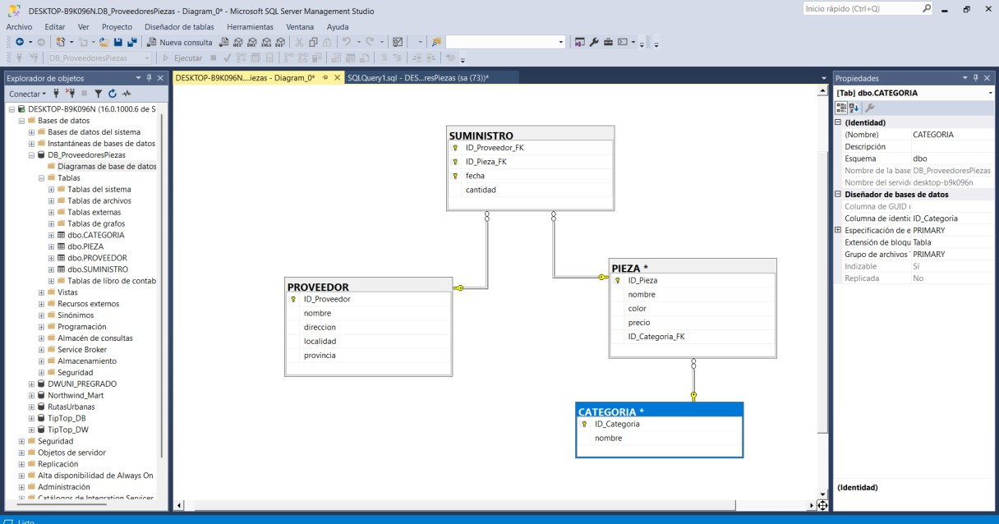 DESKTOP-B9K096N.DB_ProveedoresPiezas - Diagram_0* - Microsoft SQL Server Management Studio
Inicio rápido (Ctrl+Q)
Archivo Editar Ver Proyecto Diseñador de tablas Herramientas Ventana Ayuda
Nueva consulta
MDX DMX XMLA DAX
DB_ProveedoresPiezas
Ejecutar
Explorador de objetos
Conectar
DESKTOP-B9K096N (16.0.1000.6 de S
Bases de datos
Bases de datos del sistema
Instantáneas de bases de datos
DB_ProveedoresPiezas
Diagramas de base de datos
Tablas
Tablas del sistema
Tablas de archivos
Tablas externas
Tablas de grafos
dbo.CATEGORIA
dbo.PIEZA
dbo.PROVEEDOR
dbo.SUMINISTRO
Tablas de libro de contab
Vistas
Recursos externos
Sinónimos
Programación
Almacén de consultas
Service Broker
Almacenamiento
Seguridad
DWUNI_PREGRADO
Northwind_Mart
RutasUrbanas
TipTop_DB
TipTop_DW
Seguridad
Objetos de servidor
Replicación
Alta disponibilidad de Always On
Administración
Catálogos de Integration Services
DESKTOP-B9K096N....iezas - Diagram_0*
SQLQuery1.sql - DES...resPiezas (sa (73))*
SUMINISTRO
ID_Proveedor_FK
ID_Pieza_FK
fecha
cantidad
PROVEEDOR
ID_Proveedor
nombre
direccion
localidad
provincia
PIEZA *
ID_Pieza
nombre
color
precio
ID_Categoria_FK
CATEGORIA *
ID_Categoria
nombre
Propiedades
[Tab] dbo.CATEGORIA
(Identidad)
(Nombre) CATEGORIA
Descripción
Esquema dbo
Nombre de la base DB_ProveedoresPiezas
Nombre del servid desktop-b9k096n
Diseñador de bases de datos
Columna de GUID
Columna de identic ID_Categoria
Especificación de e PRIMARY
Extensión de bloqu Tabla
Grupo de archivos PRIMARY
Indizable Sí
Replicada No
(Identidad)
Listo